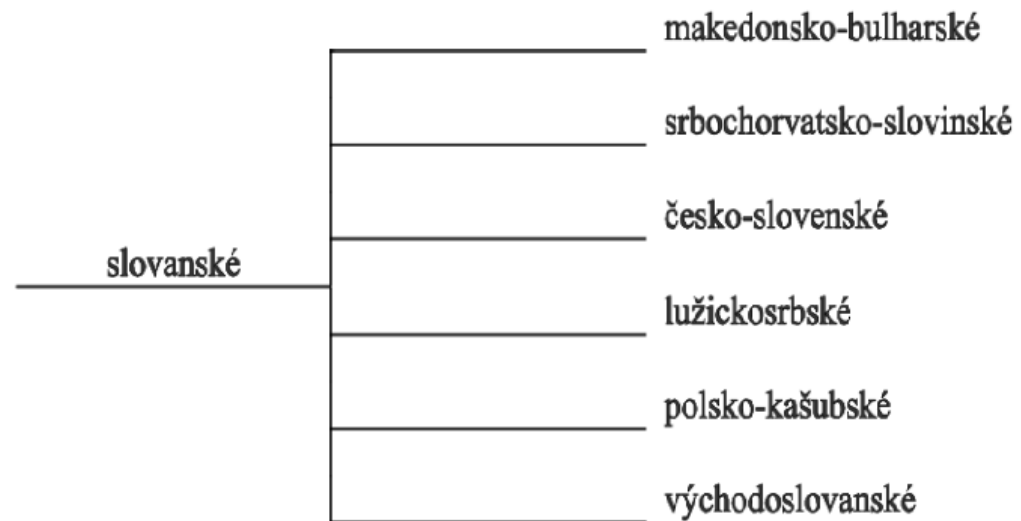 makedonsko-bulharské
srbochorvatsko-slovinské
česko-slovenské
slovanské
lužickosrbské
polsko-kašubské
východoslovanské